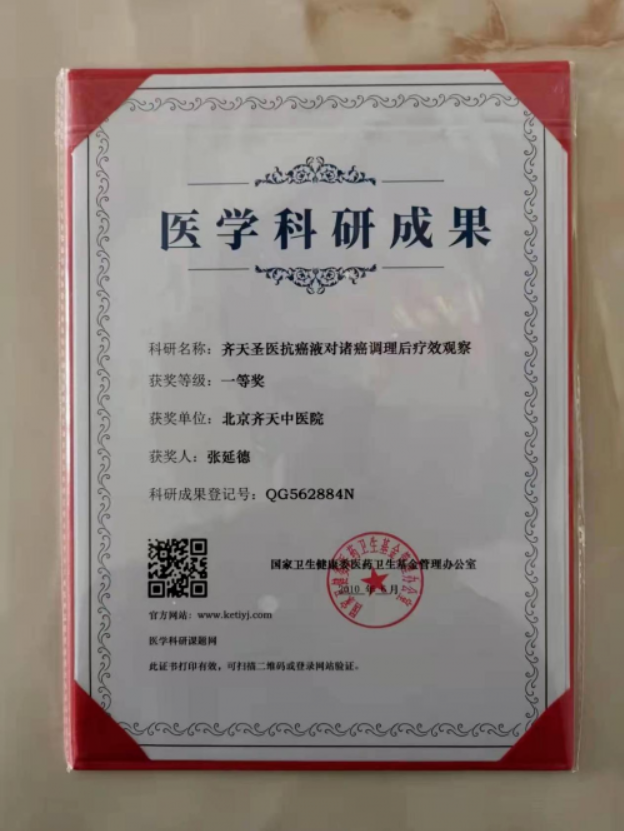 医学科研成果
科研名称：齐天圣医抗癌液对诸癌调理后疗效观察
获奖等级：一等奖
获奖单位：北京齐天中医院
获奖人：张延德
科研成果登记号：QG562884N
国家卫生健康委医药卫生基金管理办公室
2010 年 月
官方网站：www.ketiyj.com
医学科研课题网
此证书打印有效，可扫描二维码或登录网站验证。